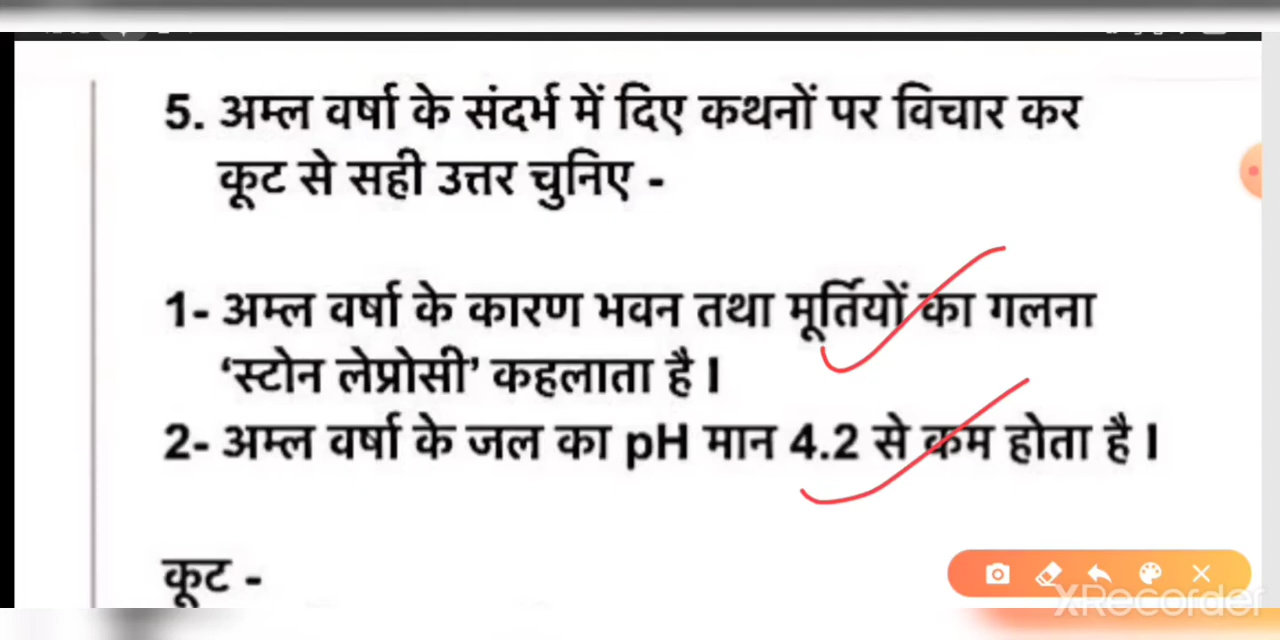 5. अम्ल वर्षा के संदर्भ में दिए कथनों पर विचार कर
कूट से सही उत्तर चुनिए -
1- अम्ल वर्षा के कारण भवन तथा मूर्तियों का गलना
‘स्टोन लेप्रोसी’ कहलाता है I
2- अम्ल वर्षा के जल का pH मान 4.2 से कम होता है I
कूट -
XRecorder